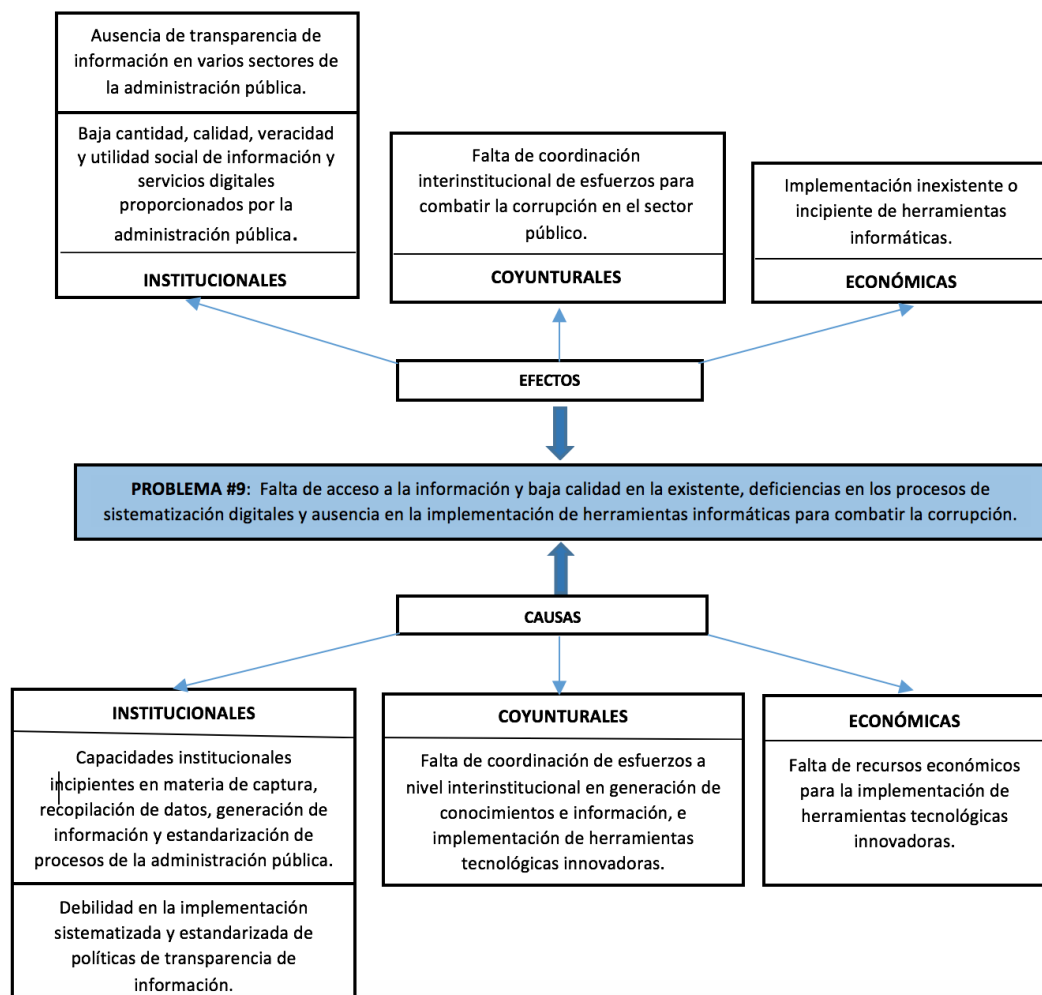 Ausencia de transparencia de
información en varios sectores de
la administración pública.
Baja cantidad, calidad, veracidad
y utilidad social de información y
servicios digitales
proporcionados por la
administración pública.
INSTITUCIONALES
Falta de coordinación
interinstitucional de esfuerzos para
combatir la corrupción en el sector
público.
COYUNTURALES
Implementación inexistente o
incipiente de herramientas
informáticas.
ECONÓMICAS
EFECTOS
PROBLEMA #9: Falta de acceso a la información y baja calidad en la existente, deficiencias en los procesos de
sistematización digitales y ausencia en la implementación de herramientas informáticas para combatir la corrupción.
CAUSAS
INSTITUCIONALES
Capacidades institucionales
incipientes en materia de captura,
recopilación de datos, generación de
información y estandarización de
procesos de la administración pública.
Debilidad en la implementación
sistematizada y estandarizada de
políticas de transparencia de
información.
COYUNTURALES
Falta de coordinación de esfuerzos a
nivel interinstitucional en generación de
conocimientos e información, e
implementación de herramientas
tecnológicas innovadoras.
ECONÓMICAS
Falta de recursos económicos
para la implementación de
herramientas tecnológicas
innovadoras.